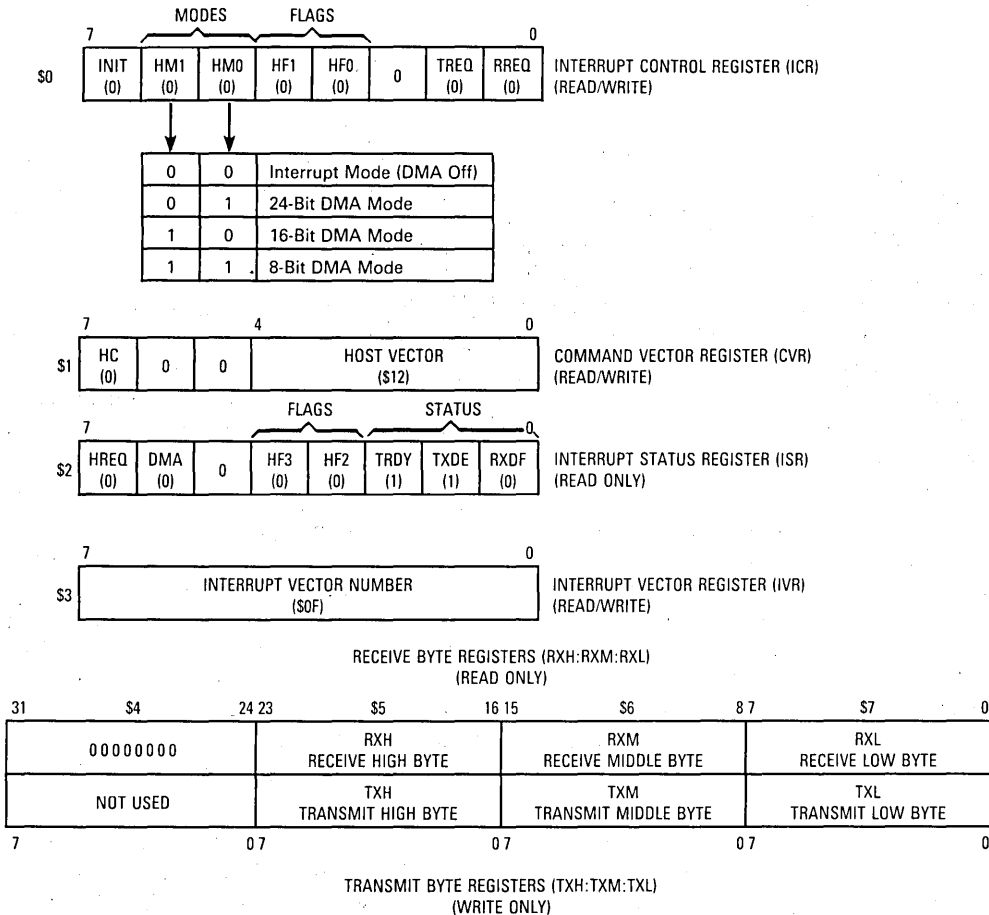 MODES FLAGS
7 0
$0 INIT (0) HM1 (0) HM0 (0) HF1 (0) HF0 (0) 0 TREQ (0) RREQ (0) INTERRUPT CONTROL REGISTER (ICR)
(READ/WRITE)
0 0 Interrupt Mode (DMA Off)
0 1 24-Bit DMA Mode
1 0 16-Bit DMA Mode
1 1 8-Bit DMA Mode
7 4 0
$1 HC (0) 0 0 HOST VECTOR ($12) COMMAND VECTOR REGISTER (CVR)
(READ/WRITE)
FLAGS STATUS
7 0
$2 HREQ (0) DMA (0) 0 HF3 (0) HF2 (0) TRDY (1) TXDE (1) RXDF (0) INTERRUPT STATUS REGISTER (ISR)
(READ ONLY)
7 0
$3 INTERRUPT VECTOR NUMBER ($0F) INTERRUPT VECTOR REGISTER (IVR)
(READ/WRITE)
RECEIVE BYTE REGISTERS (RXH:RXM:RXL)
(READ ONLY)
31 $4 24 23 $5 16 15 $6 8 7 $7 0
00000000 RXH RXM RXL
RECEIVE HIGH BYTE RECEIVE MIDDLE BYTE RECEIVE LOW BYTE
NOT USED TXH TXM TXL
TRANSMIT HIGH BYTE TRANSMIT MIDDLE BYTE TRANSMIT LOW BYTE
7 0 7 0 7 0 7 0
TRANSMIT BYTE REGISTERS (TXH:TXM:TXL)
(WRITE ONLY)